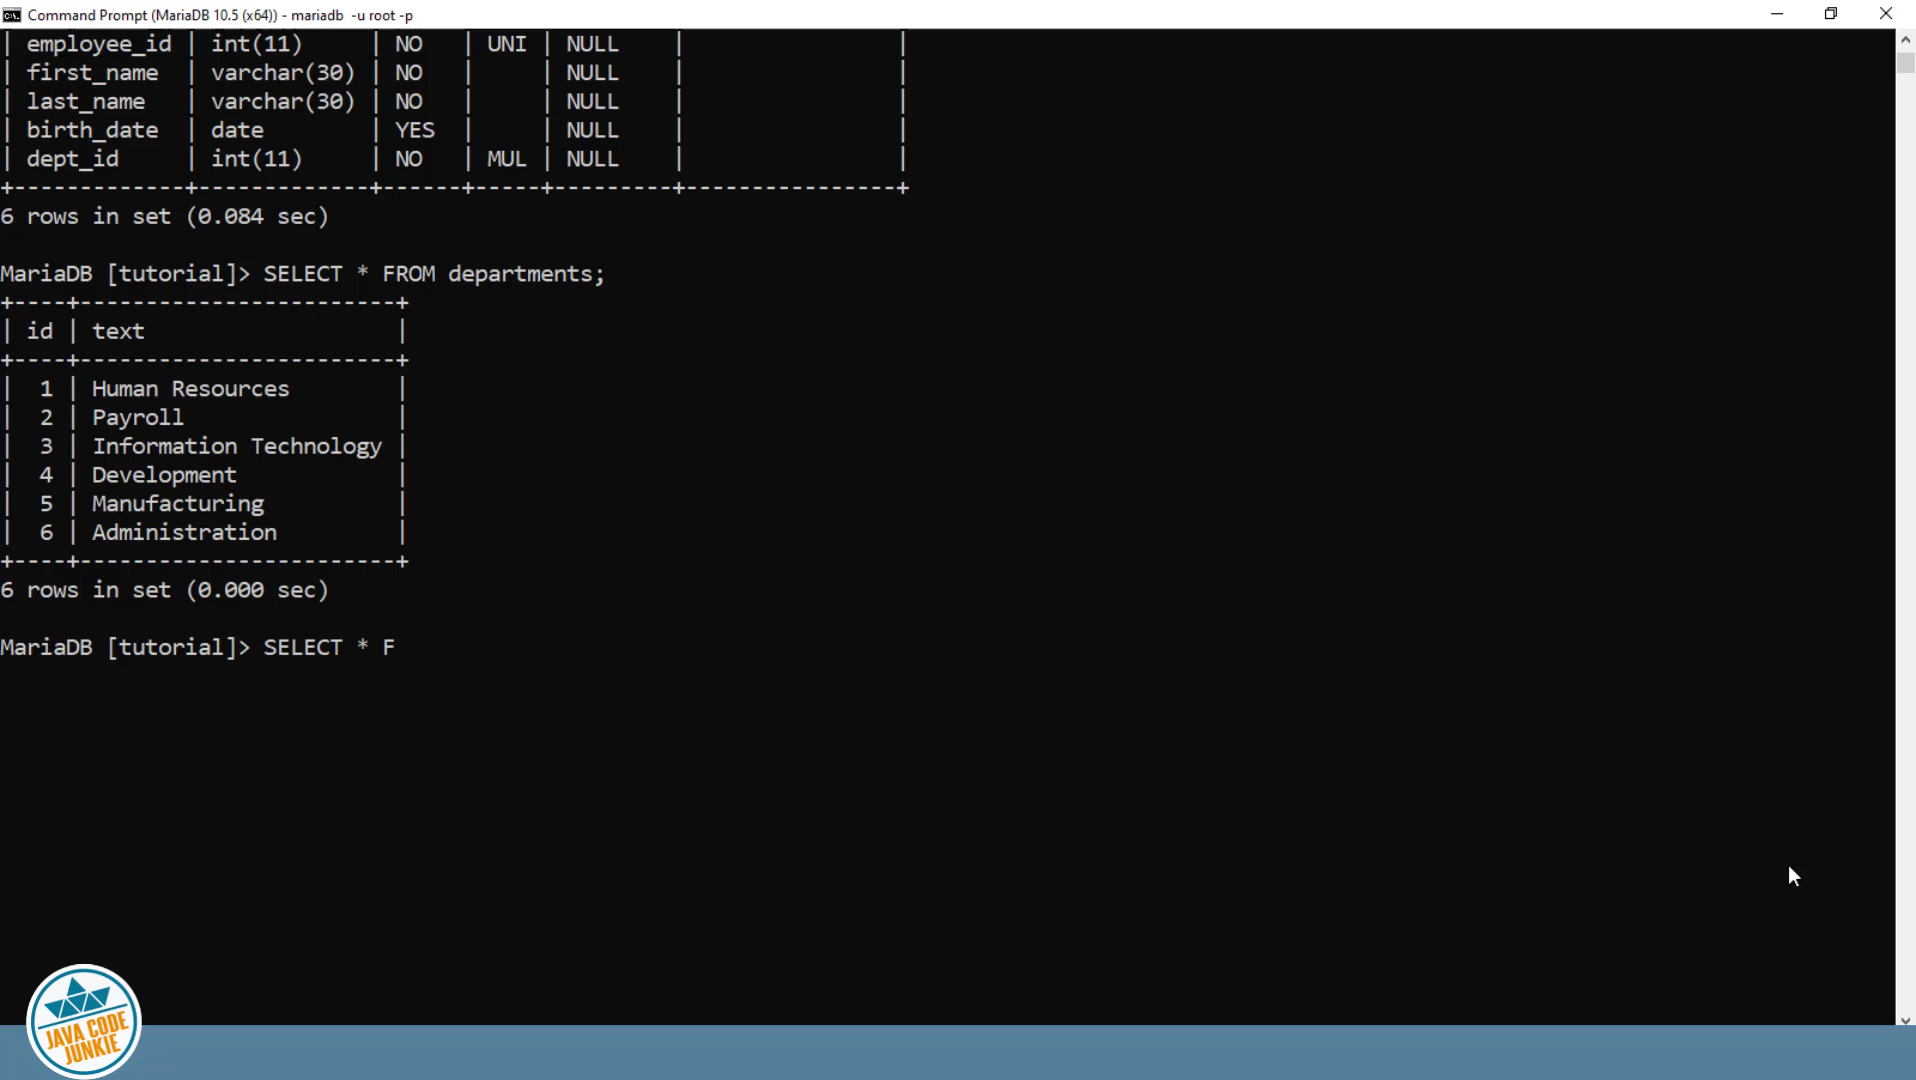 Command Prompt (MariaDB 10.5 (x64)) - mariadb  -u root -p
| employee_id | int(11)     | NO   | UNI | NULL    |                |
| first_name  | varchar(30) | NO   |     | NULL    |                |
| last_name   | varchar(30) | NO   |     | NULL    |                |
| birth_date  | date        | YES  |     | NULL    |                |
| dept_id     | int(11)     | NO   | MUL | NULL    |                |
+-------------+-------------+------+-----+---------+----------------+
6 rows in set (0.084 sec)
MariaDB [tutorial]> SELECT * FROM departments;
+----+------------------------+
| id | text                   |
+----+------------------------+
|  1 | Human Resources        |
|  2 | Payroll                |
|  3 | Information Technology |
|  4 | Development            |
|  5 | Manufacturing          |
|  6 | Administration         |
+----+------------------------+
6 rows in set (0.000 sec)
MariaDB [tutorial]> SELECT * F
JAVA CODE
JUNKIE